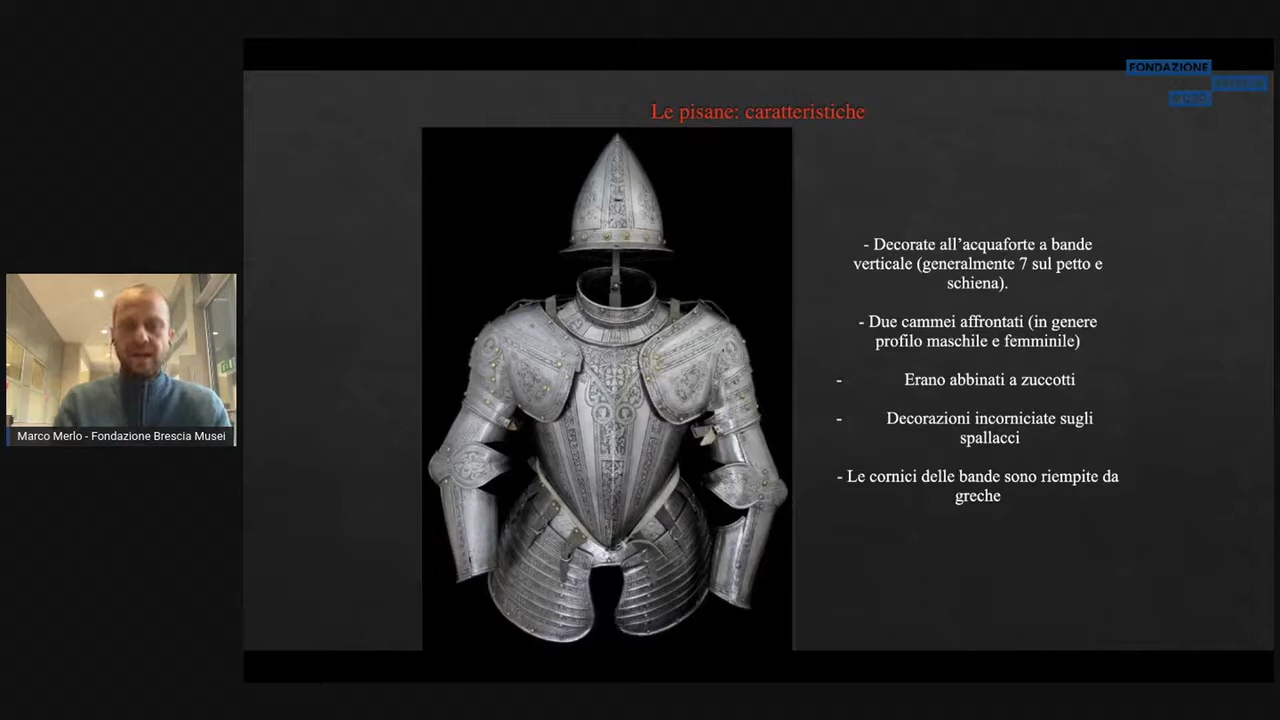 FONDAZIONE
Le pisane: caratteristiche
- Decorate all’acquaforte a bande
verticale (generalmente 7 sul petto e
schiena).
- Due cammei affrontati (in genere
profilo maschile e femminile)
- Erano abbinati a zuccotti
- Decorazioni incorniciate sugli
spallacci
- Le cornici delle bande sono riempite da
greche
Marco Merlo - Fondazione Brescia Musei